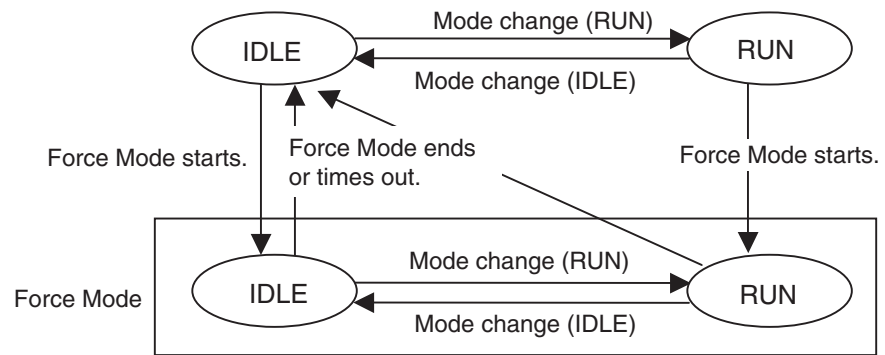 Mode change (RUN)
IDLE
RUN
Mode change (IDLE)
Force Mode starts.
Force Mode ends
or times out.
Force Mode starts.
Mode change (RUN)
Force Mode
IDLE
RUN
Mode change (IDLE)